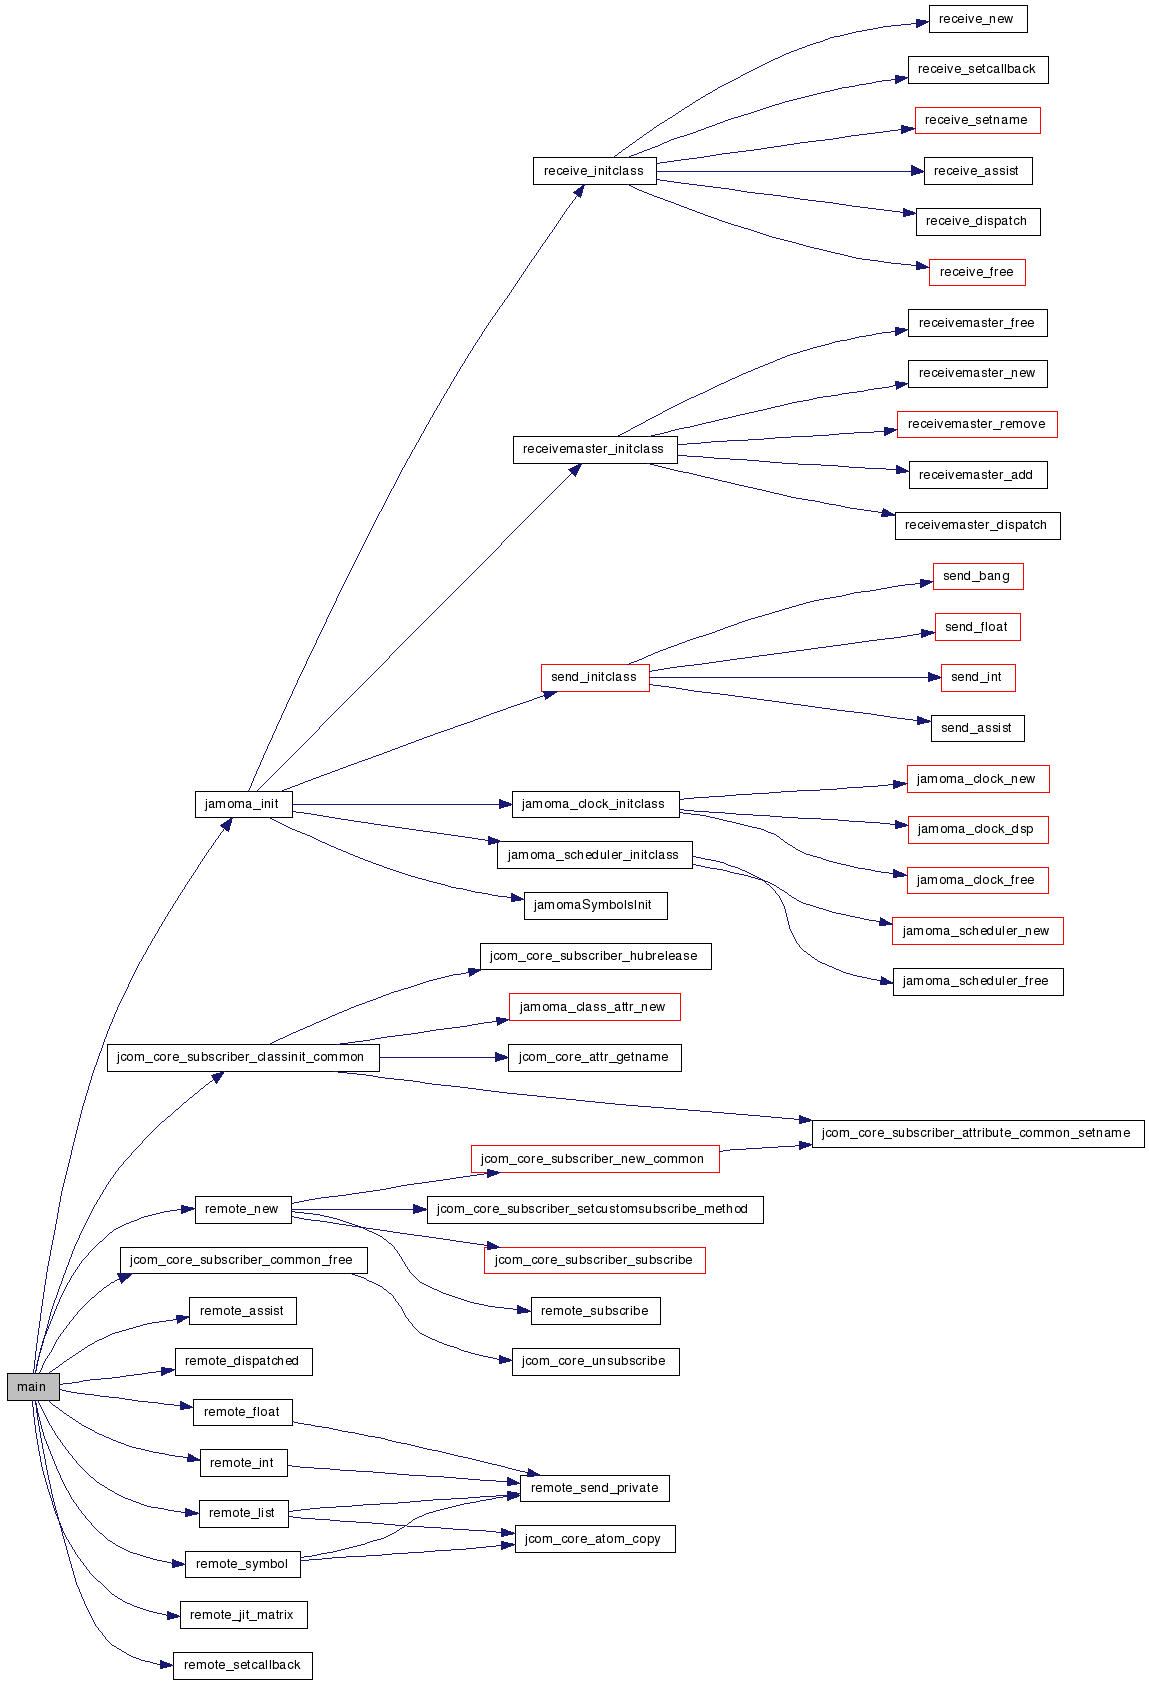 receive_new
receive_setcallback
receive_setname
receive_initclass
receive_assist
receive_dispatch
receive_free
receivemaster_free
receivemaster_new
receivemaster_remove
receivemaster_initclass
receivemaster_add
receivemaster_dispatch
send_bang
send_float
send_initclass
send_int
send_assist
jamoma_clock_new
jamoma_init
jamoma_clock_initclass
jamoma_clock_dsp
jamoma_scheduler_initclass
jamoma_clock_free
jamomaSymbolsInit
jamoma_scheduler_new
jcom_core_subscriber_hubrelease
jamoma_scheduler_free
jamoma_class_attr_new
jcom_core_subscriber_classinit_common
jcom_core_attr_getname
jcom_core_subscriber_attribute_common_setname
jcom_core_subscriber_new_common
remote_new
jcom_core_subscriber_setcustomsubscribe_method
jcom_core_subscriber_common_free
jcom_core_subscriber_subscribe
remote_assist
remote_subscribe
remote_dispatched
jcom_core_unsubscribe
main
remote_float
remote_int
remote_send_private
remote_list
jcom_core_atom_copy
remote_symbol
remote_jit_matrix
remote_setcallback